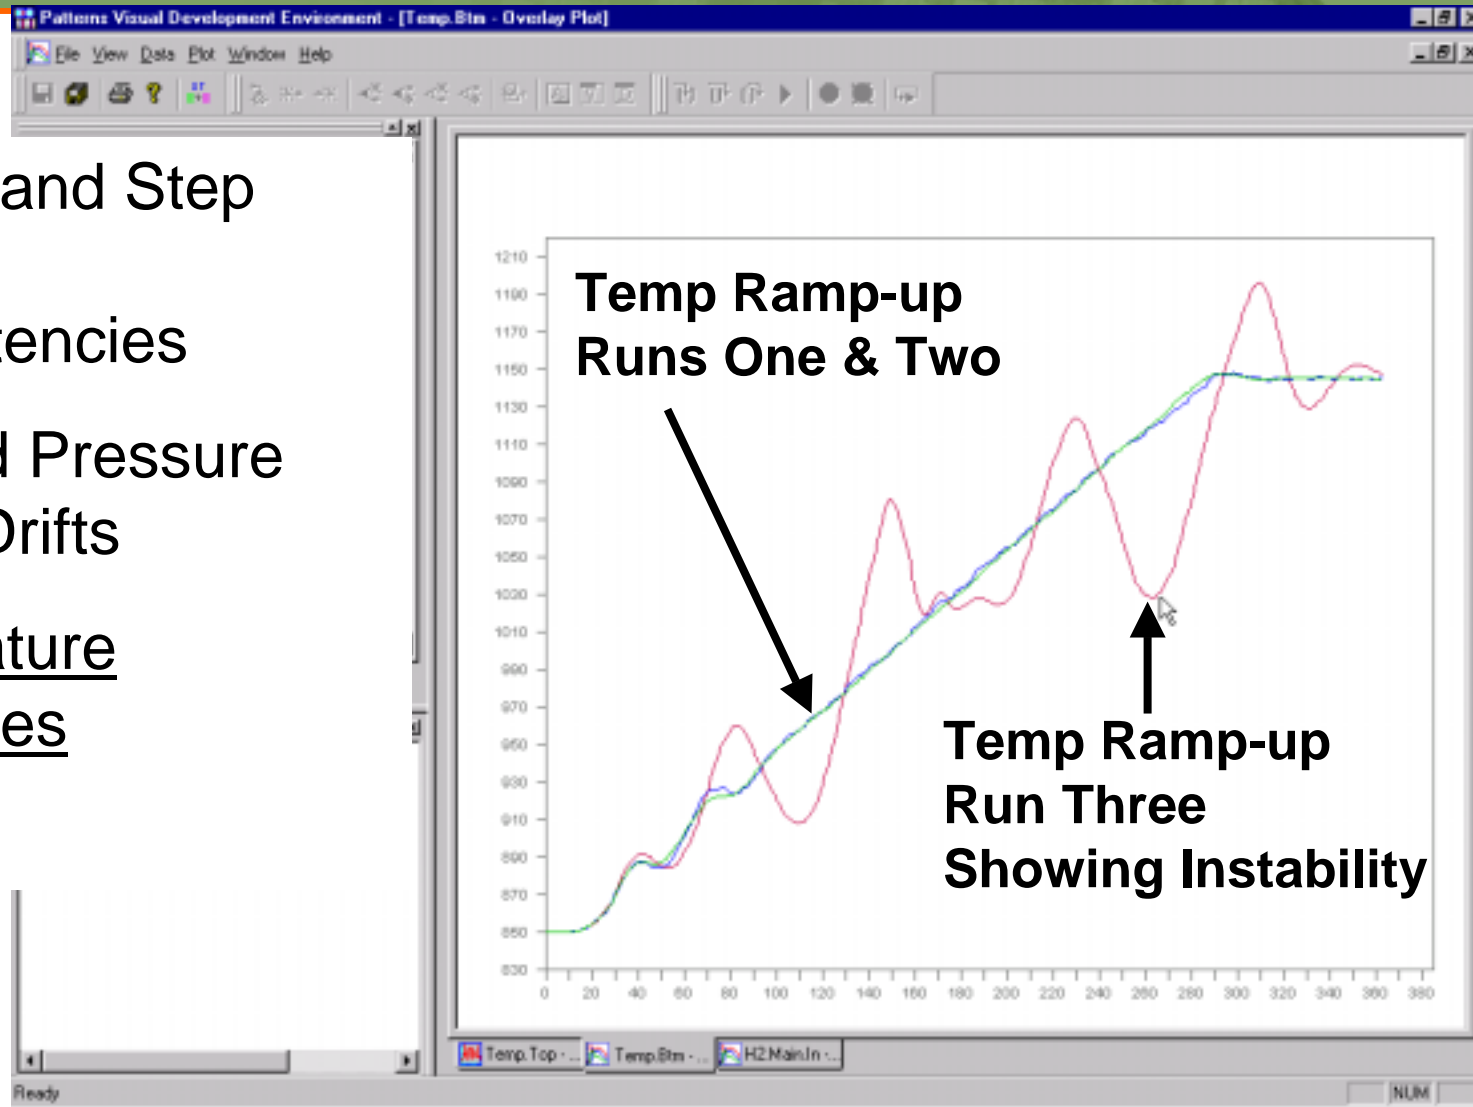 Patterns Visual Development Environment - [Temp.Btm - Overlay Plot]
File View Data Plot Window Help
and Step
tencies
d Pressure
Drifts
ature
es
Temp Ramp-up
Runs One & Two
Temp Ramp-up
Run Three
Showing Instability
1210
1190
1170
1150
1130
1110
1090
1070
1050
1030
1010
990
970
950
930
910
890
870
850
830
0 20 40 60 80 100 120 140 160 180 200 220 240 260 280 300 320 340 360 380
Temp.Top - ... Temp.Btm - ... H2.Main.In - ...
Ready NUM